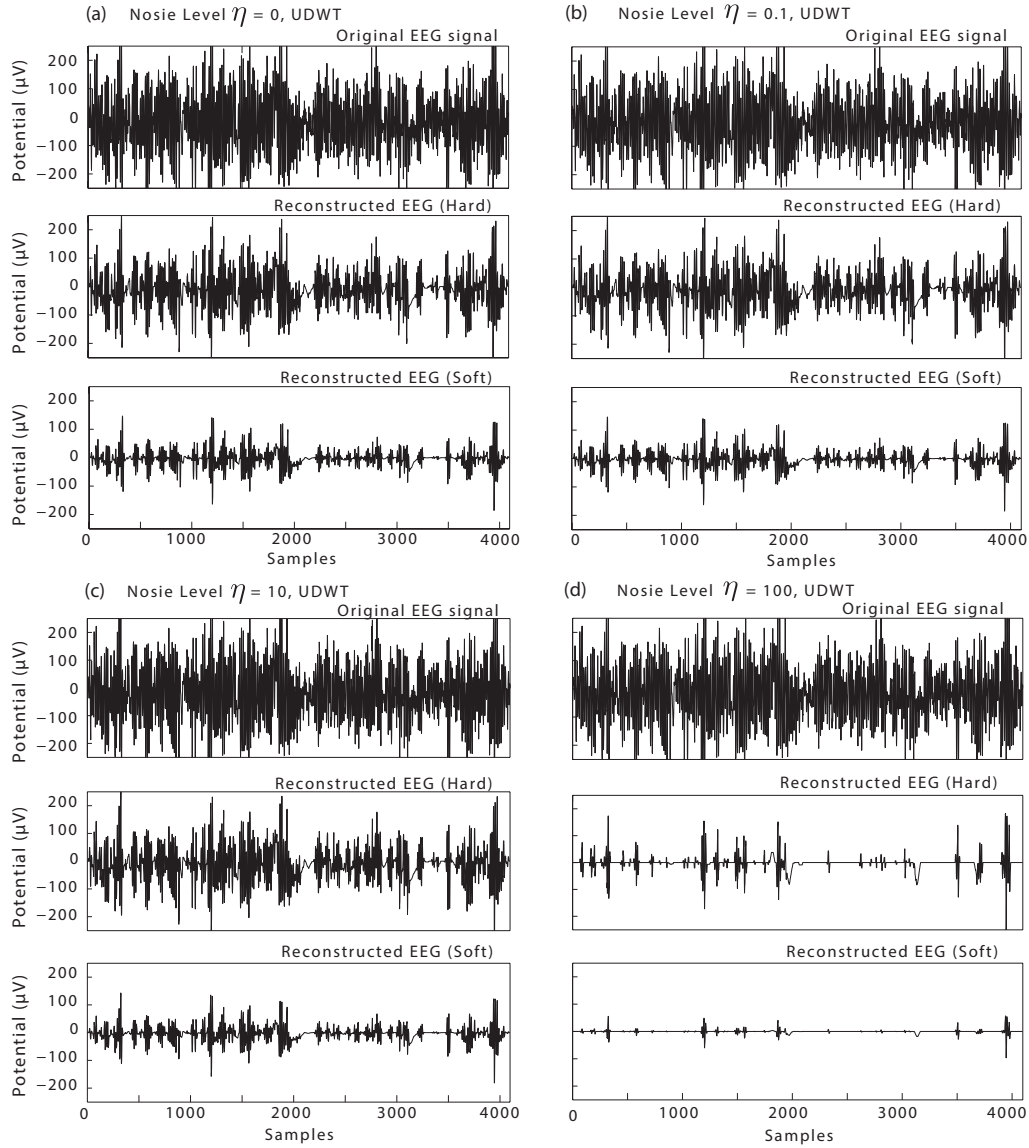 (a) Nosie Level η = 0, UDWT
Original EEG signal
200
100
0
−100
−200
Potential (μV)
Reconstructed EEG (Hard)
200
100
0
−100
−200
Potential (μV)
Reconstructed EEG (Soft)
200
100
0
−100
−200
Potential (μV)
0 1000 2000 3000 4000
Samples
(b) Nosie Level η = 0.1, UDWT
Original EEG signal
Reconstructed EEG (Hard)
Reconstructed EEG (Soft)
0 1000 2000 3000 4000
Samples
(c) Nosie Level η = 10, UDWT
Original EEG signal
200
100
0
−100
−200
Potential (μV)
Reconstructed EEG (Hard)
200
100
0
−100
−200
Potential (μV)
Reconstructed EEG (Soft)
200
100
0
−100
−200
Potential (μV)
0 1000 2000 3000 4000
Samples
(d) Nosie Level η = 100, UDWT
Original EEG signal
Reconstructed EEG (Hard)
Reconstructed EEG (Soft)
0 1000 2000 3000 4000
Samples